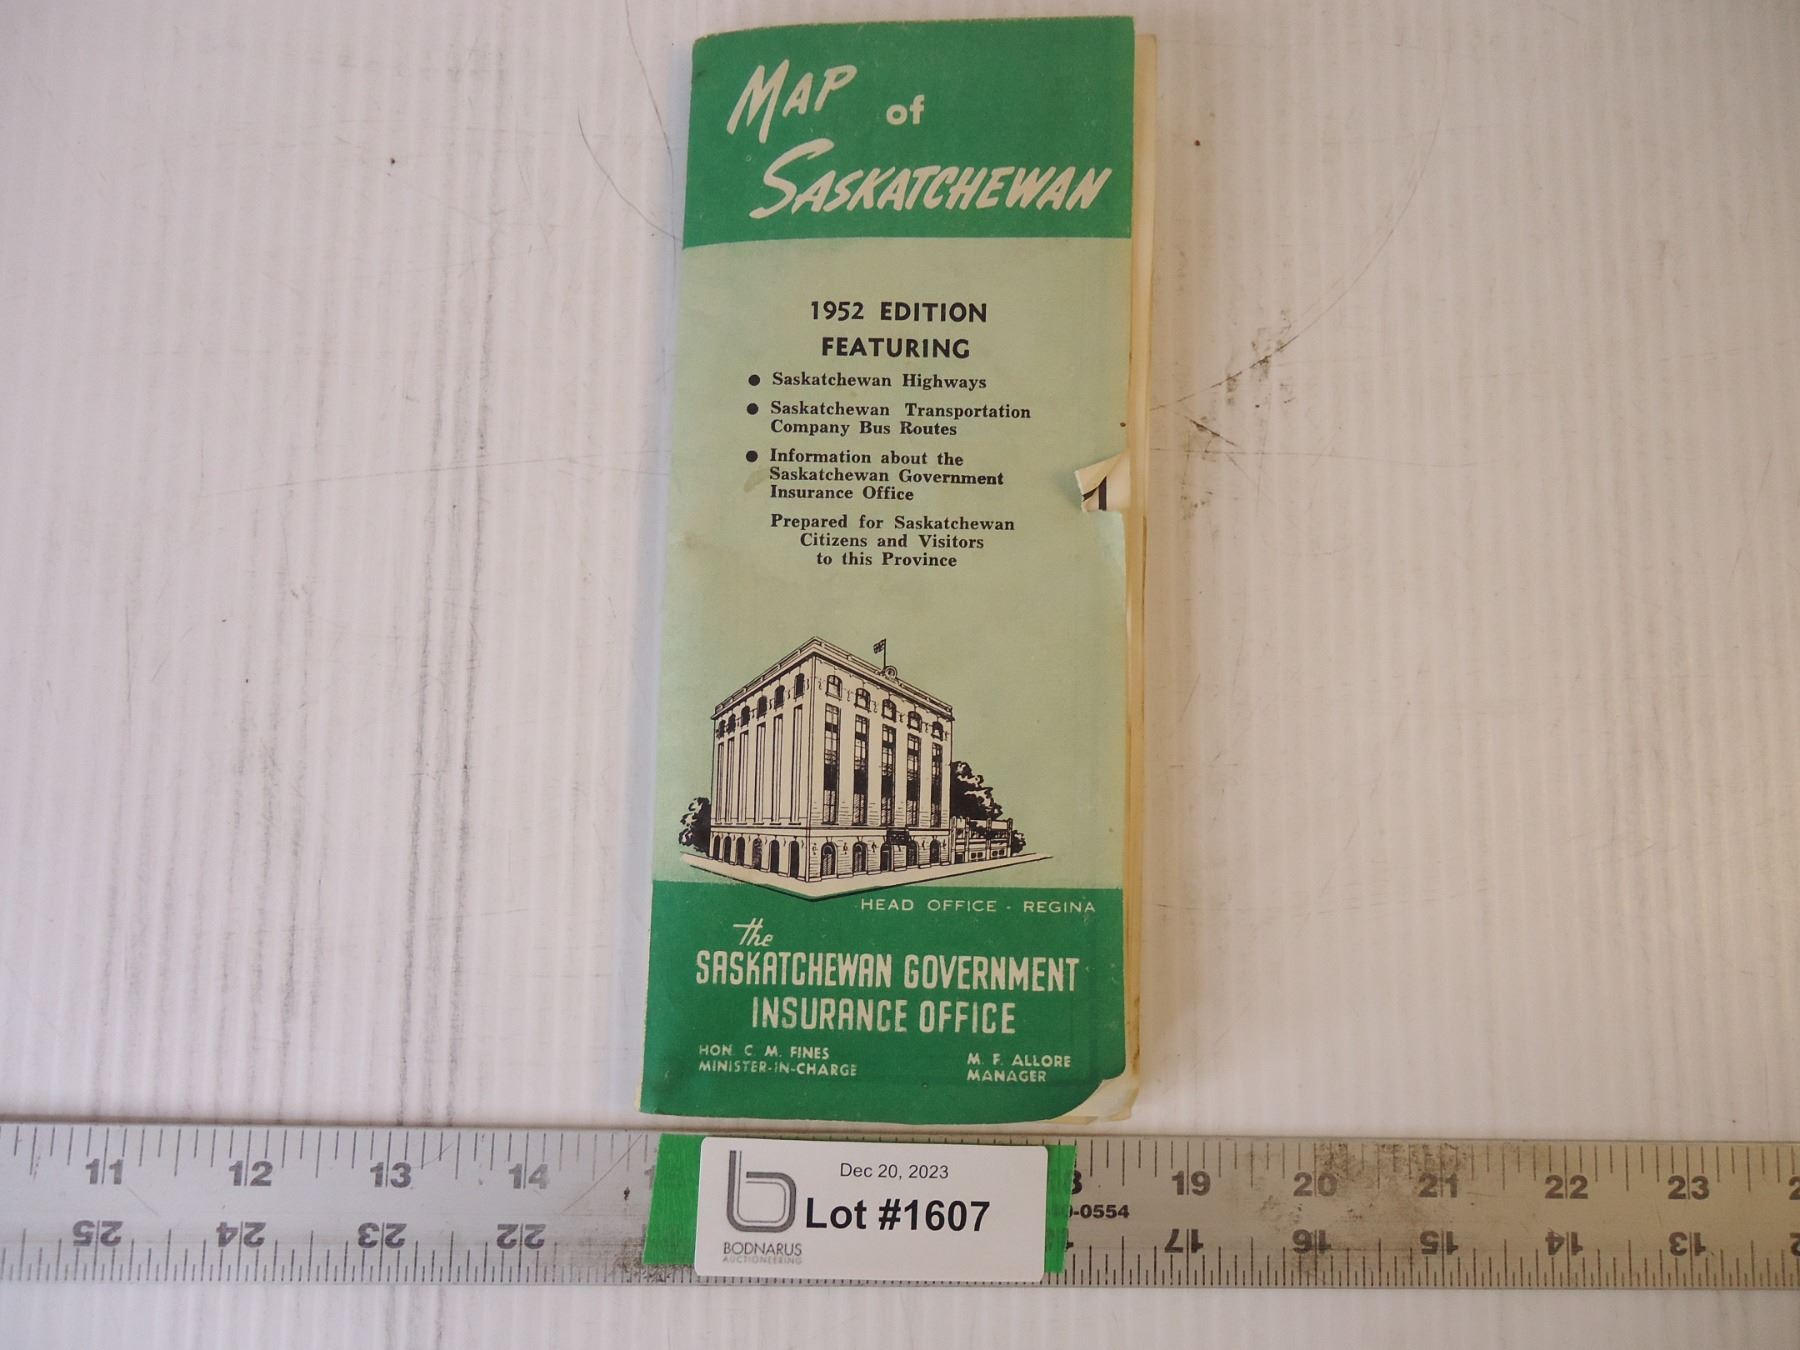 MAP of
SASKATCHEWAN
1952 EDITION
FEATURING
● Saskatchewan Highways
● Saskatchewan Transportation
Company Bus Routes
● Information about the
Saskatchewan Government
Insurance Office
Prepared for Saskatchewan
Citizens and Visitors
to this Province
HEAD OFFICE - REGINA
the
SASKATCHEWAN GOVERNMENT
INSURANCE OFFICE
HON. C. M. FINES
MINISTER-IN-CHARGE
M. F. ALLORE
MANAGER
11 12 13 14 19 20 21 22 23
Dec 20, 2023
Lot #1607
BODNARUS
AUCTIONEERING
-0554
25 24 23 22 17 16 15 14 13